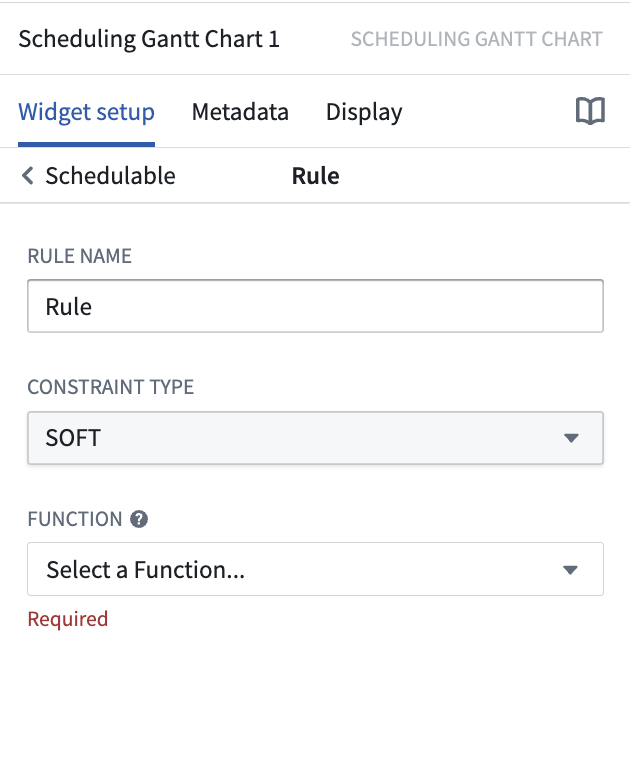 Scheduling Gantt Chart 1 SCHEDULING GANTT CHART
Widget setup Metadata Display
Schedulable Rule
RULE NAME
Rule
CONSTRAINT TYPE
SOFT
FUNCTION ?
Select a Function...
Required